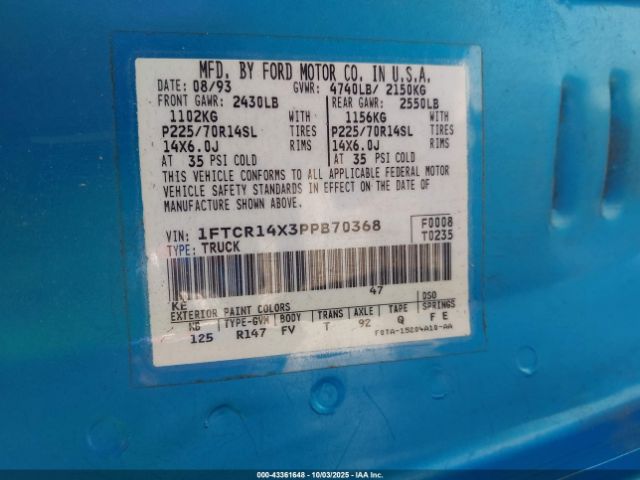 MFD. BY FORD MOTOR CO. IN U.S.A.
DATE: 08/93 GVWR: 4740LB/ 2150KG
FRONT GAWR: 2430LB REAR GAWR: 2550LB
1102KG WITH 1156KG WITH
P225/70R14SL TIRES P225/70R14SL TIRES
14X6.0J RIMS 14X6.0J RIMS
AT 35 PSI COLD AT 35 PSI COLD
THIS VEHICLE CONFORMS TO ALL APPLICABLE FEDERAL MOTOR
VEHICLE SAFETY STANDARDS IN EFFECT ON THE DATE OF
MANUFACTURE SHOWN ABOVE.
VIN: 1FTCR14X3PPB70368 F0008
TYPE: TRUCK T0235
KE 47
EXTERIOR PAINT COLORS DSO
WB TYPE-GVW BODY TRANS AXLE TAPE SPRINGS
125 R147 FV T 92 Q F E
F0TA-15204A10-AA
000-43361648 - 10/03/2025 - IAA Inc.